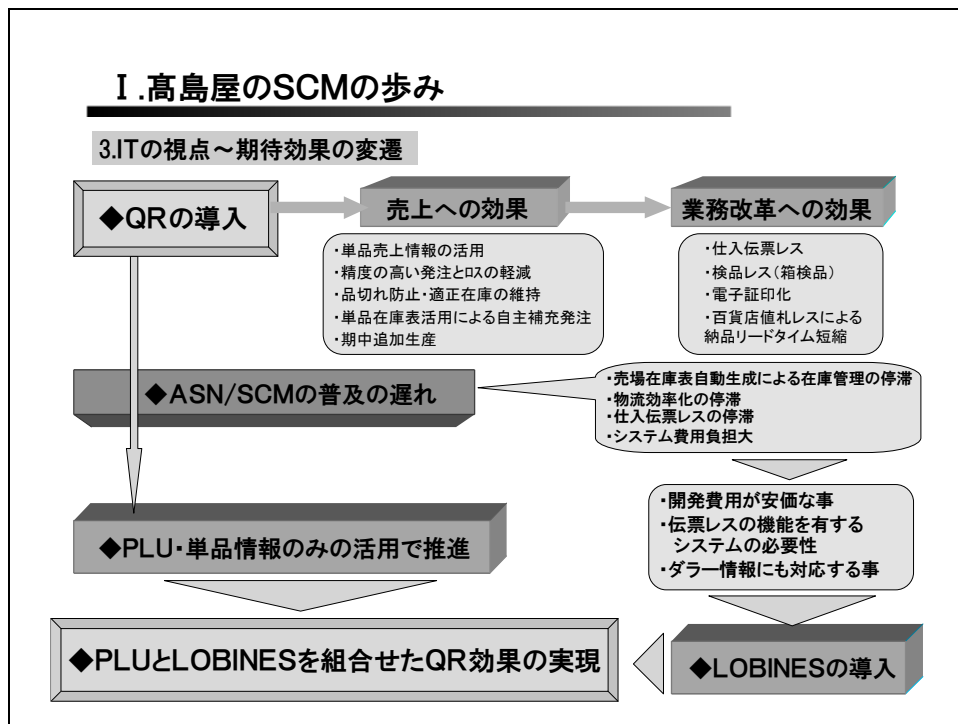 Ⅰ.髙島屋のSCMの歩み
3.ITの視点～期待効果の変遷
◆QRの導入
売上への効果
業務改革への効果
・単品売上情報の活用
・精度の高い発注とﾛｽの軽減
・品切れ防止・適正在庫の維持
・単品在庫表活用による自主補充発注
・期中追加生産
・仕入伝票レス
・検品レス（箱検品）
・電子証印化
・百貨店値札レスによる
納品リードタイム短縮
◆ASN/SCMの普及の遅れ
・売場在庫表自動生成による在庫管理の停滞
・物流効率化の停滞
・仕入伝票レスの停滞
・システム費用負担大
・開発費用が安価な事
・伝票レスの機能を有する
システムの必要性
・ダラー情報にも対応する事
◆PLU・単品情報のみの活用で推進
◆PLUとLOBINESを組合せたQR効果の実現
◆LOBINESの導入